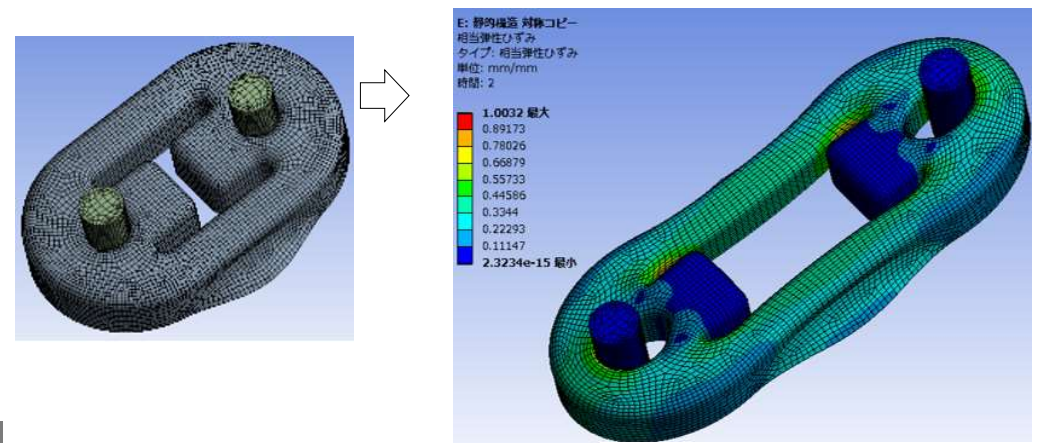 E: 静的構造 対称コピー
相当弾性ひずみ
タイプ: 相当弾性ひずみ
単位: mm/mm
時間: 2
1.0032 最大
0.89173
0.78026
0.66879
0.55733
0.44586
0.3344
0.22293
0.11147
2.3234e-15 最小